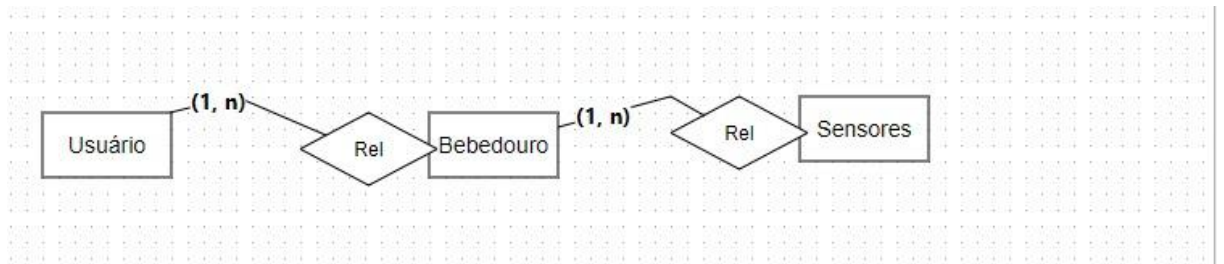 Usuário
(1, n)
Rel
Bebedouro
(1, n)
Rel
Sensores